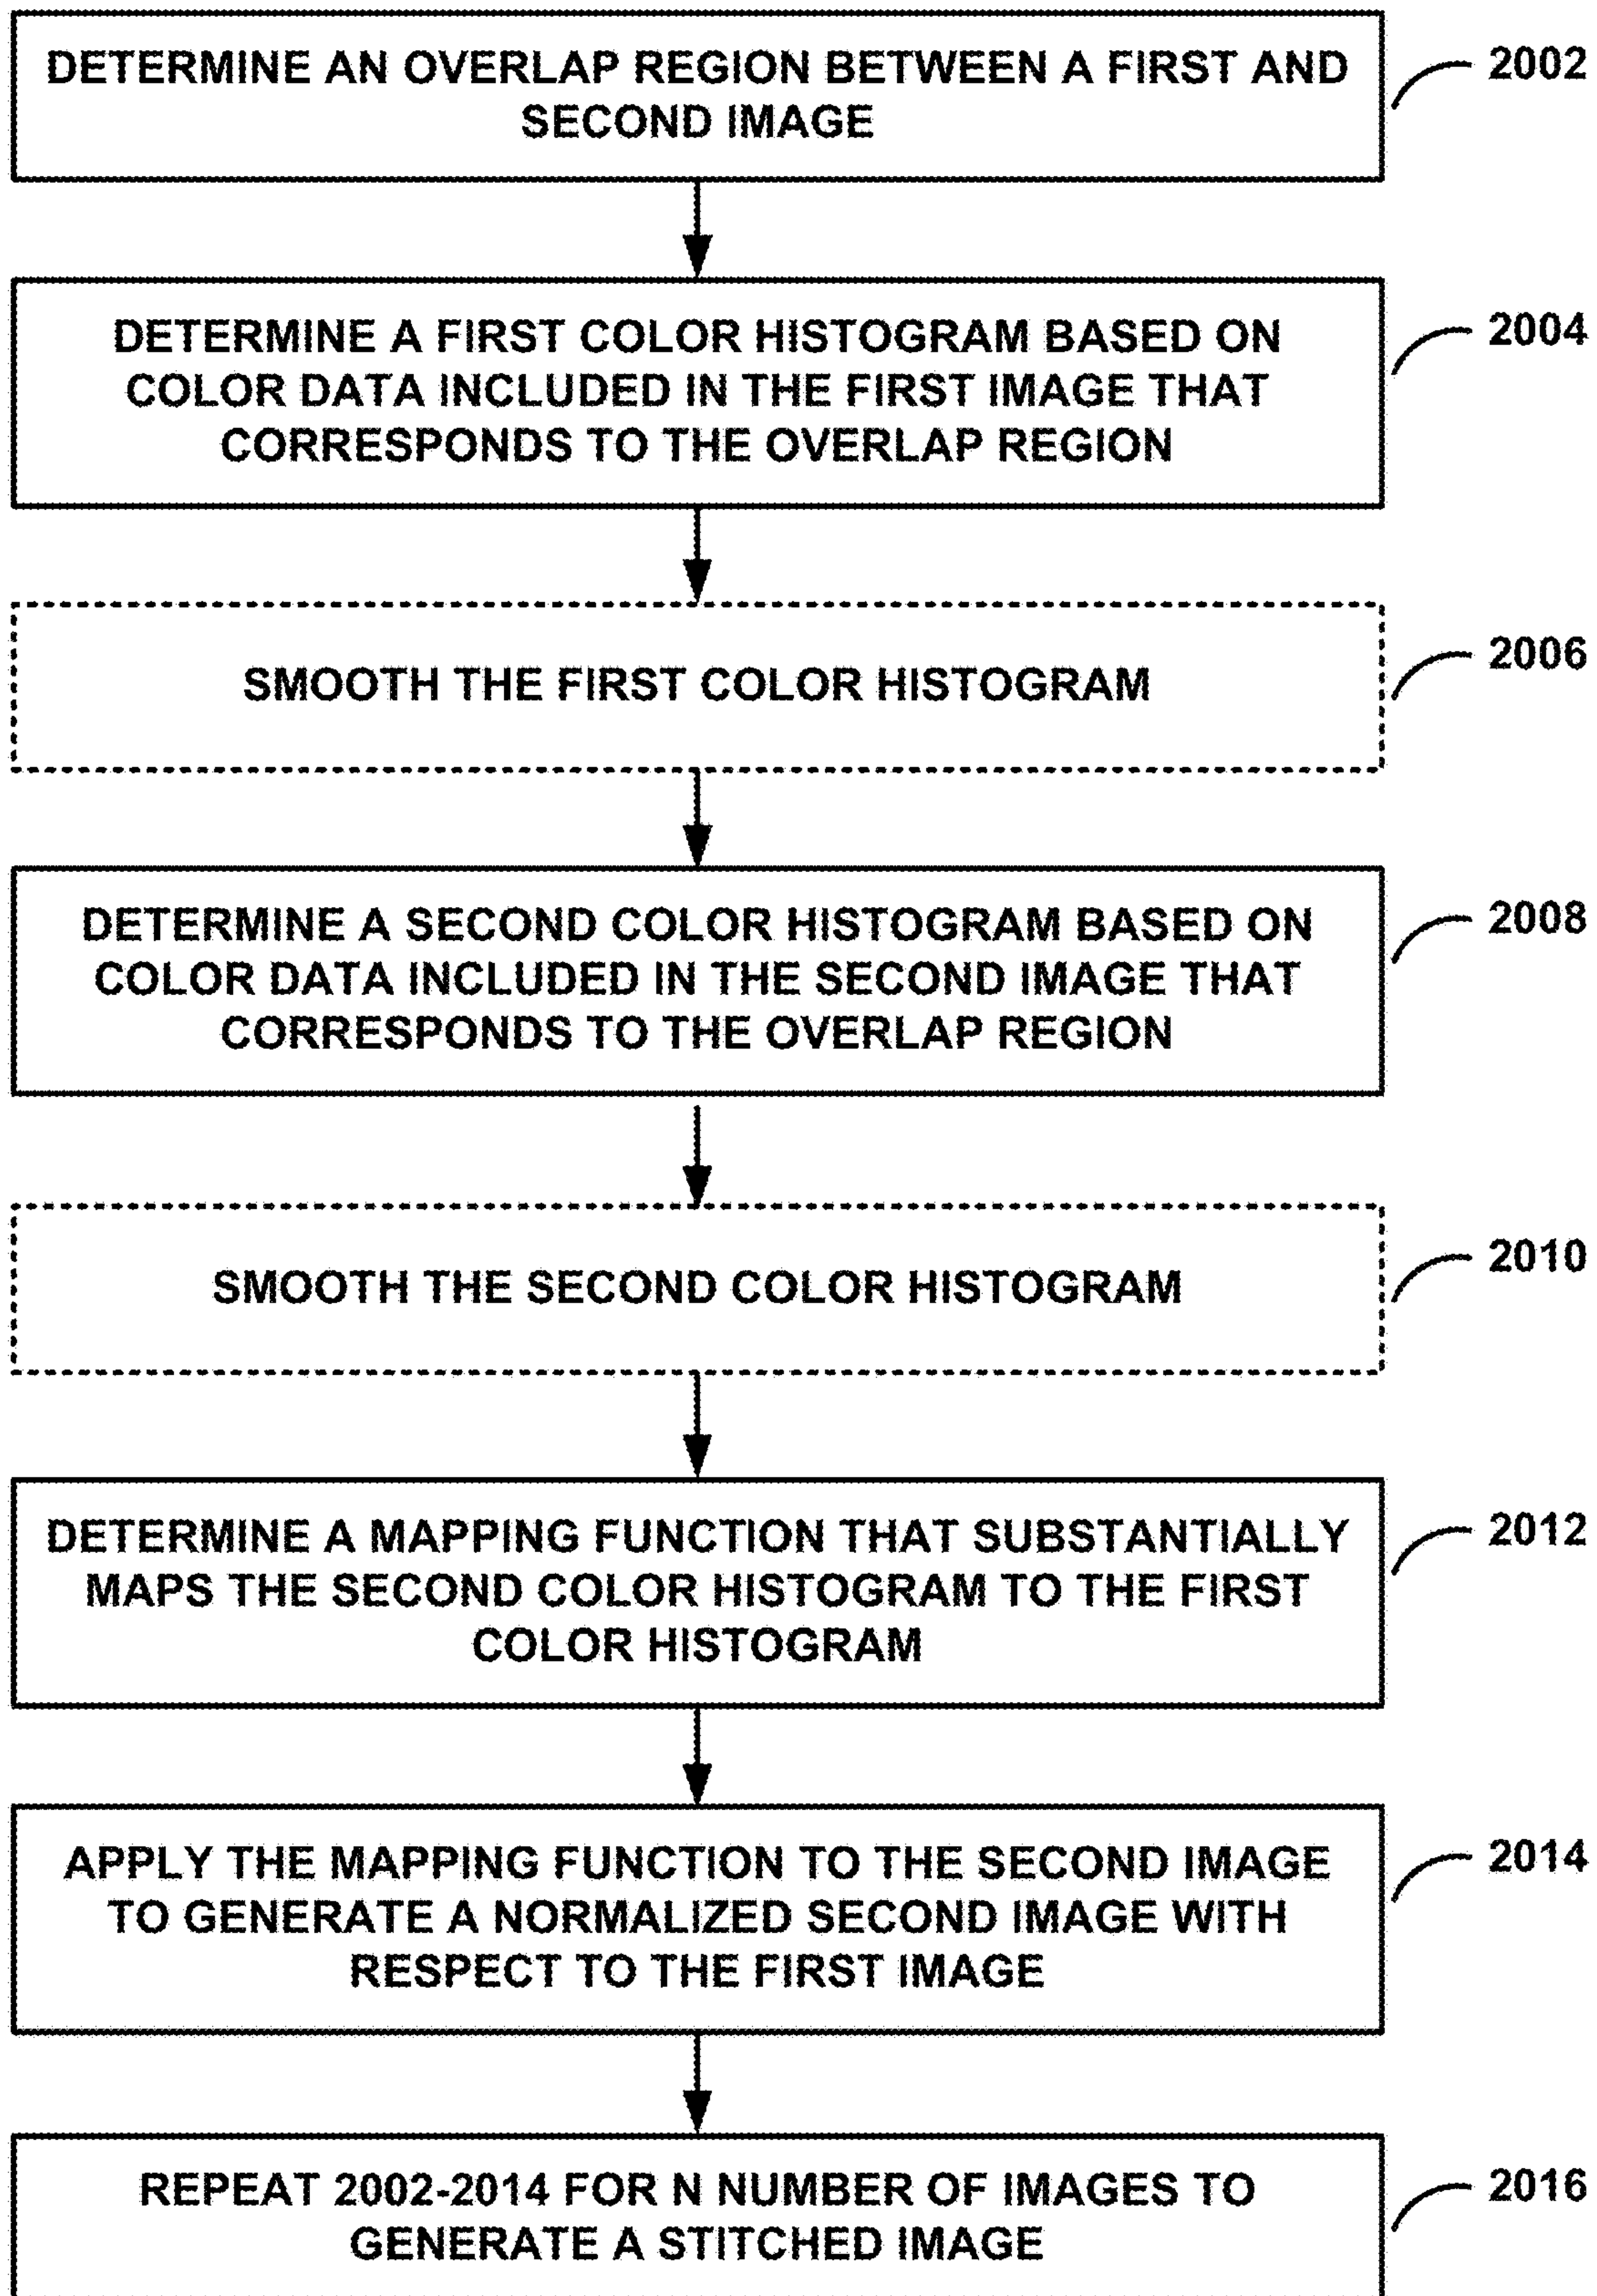 DETERMINE AN OVERLAP REGION BETWEEN A FIRST AND
SECOND IMAGE
2002
DETERMINE A FIRST COLOR HISTOGRAM BASED ON
COLOR DATA INCLUDED IN THE FIRST IMAGE THAT
CORRESPONDS TO THE OVERLAP REGION
2004
SMOOTH THE FIRST COLOR HISTOGRAM
2006
DETERMINE A SECOND COLOR HISTOGRAM BASED ON
COLOR DATA INCLUDED IN THE SECOND IMAGE THAT
CORRESPONDS TO THE OVERLAP REGION
2008
SMOOTH THE SECOND COLOR HISTOGRAM
2010
DETERMINE A MAPPING FUNCTION THAT SUBSTANTIALLY
MAPS THE SECOND COLOR HISTOGRAM TO THE FIRST
COLOR HISTOGRAM
2012
APPLY THE MAPPING FUNCTION TO THE SECOND IMAGE
TO GENERATE A NORMALIZED SECOND IMAGE WITH
RESPECT TO THE FIRST IMAGE
2014
REPEAT 2002-2014 FOR N NUMBER OF IMAGES TO
GENERATE A STITCHED IMAGE
2016